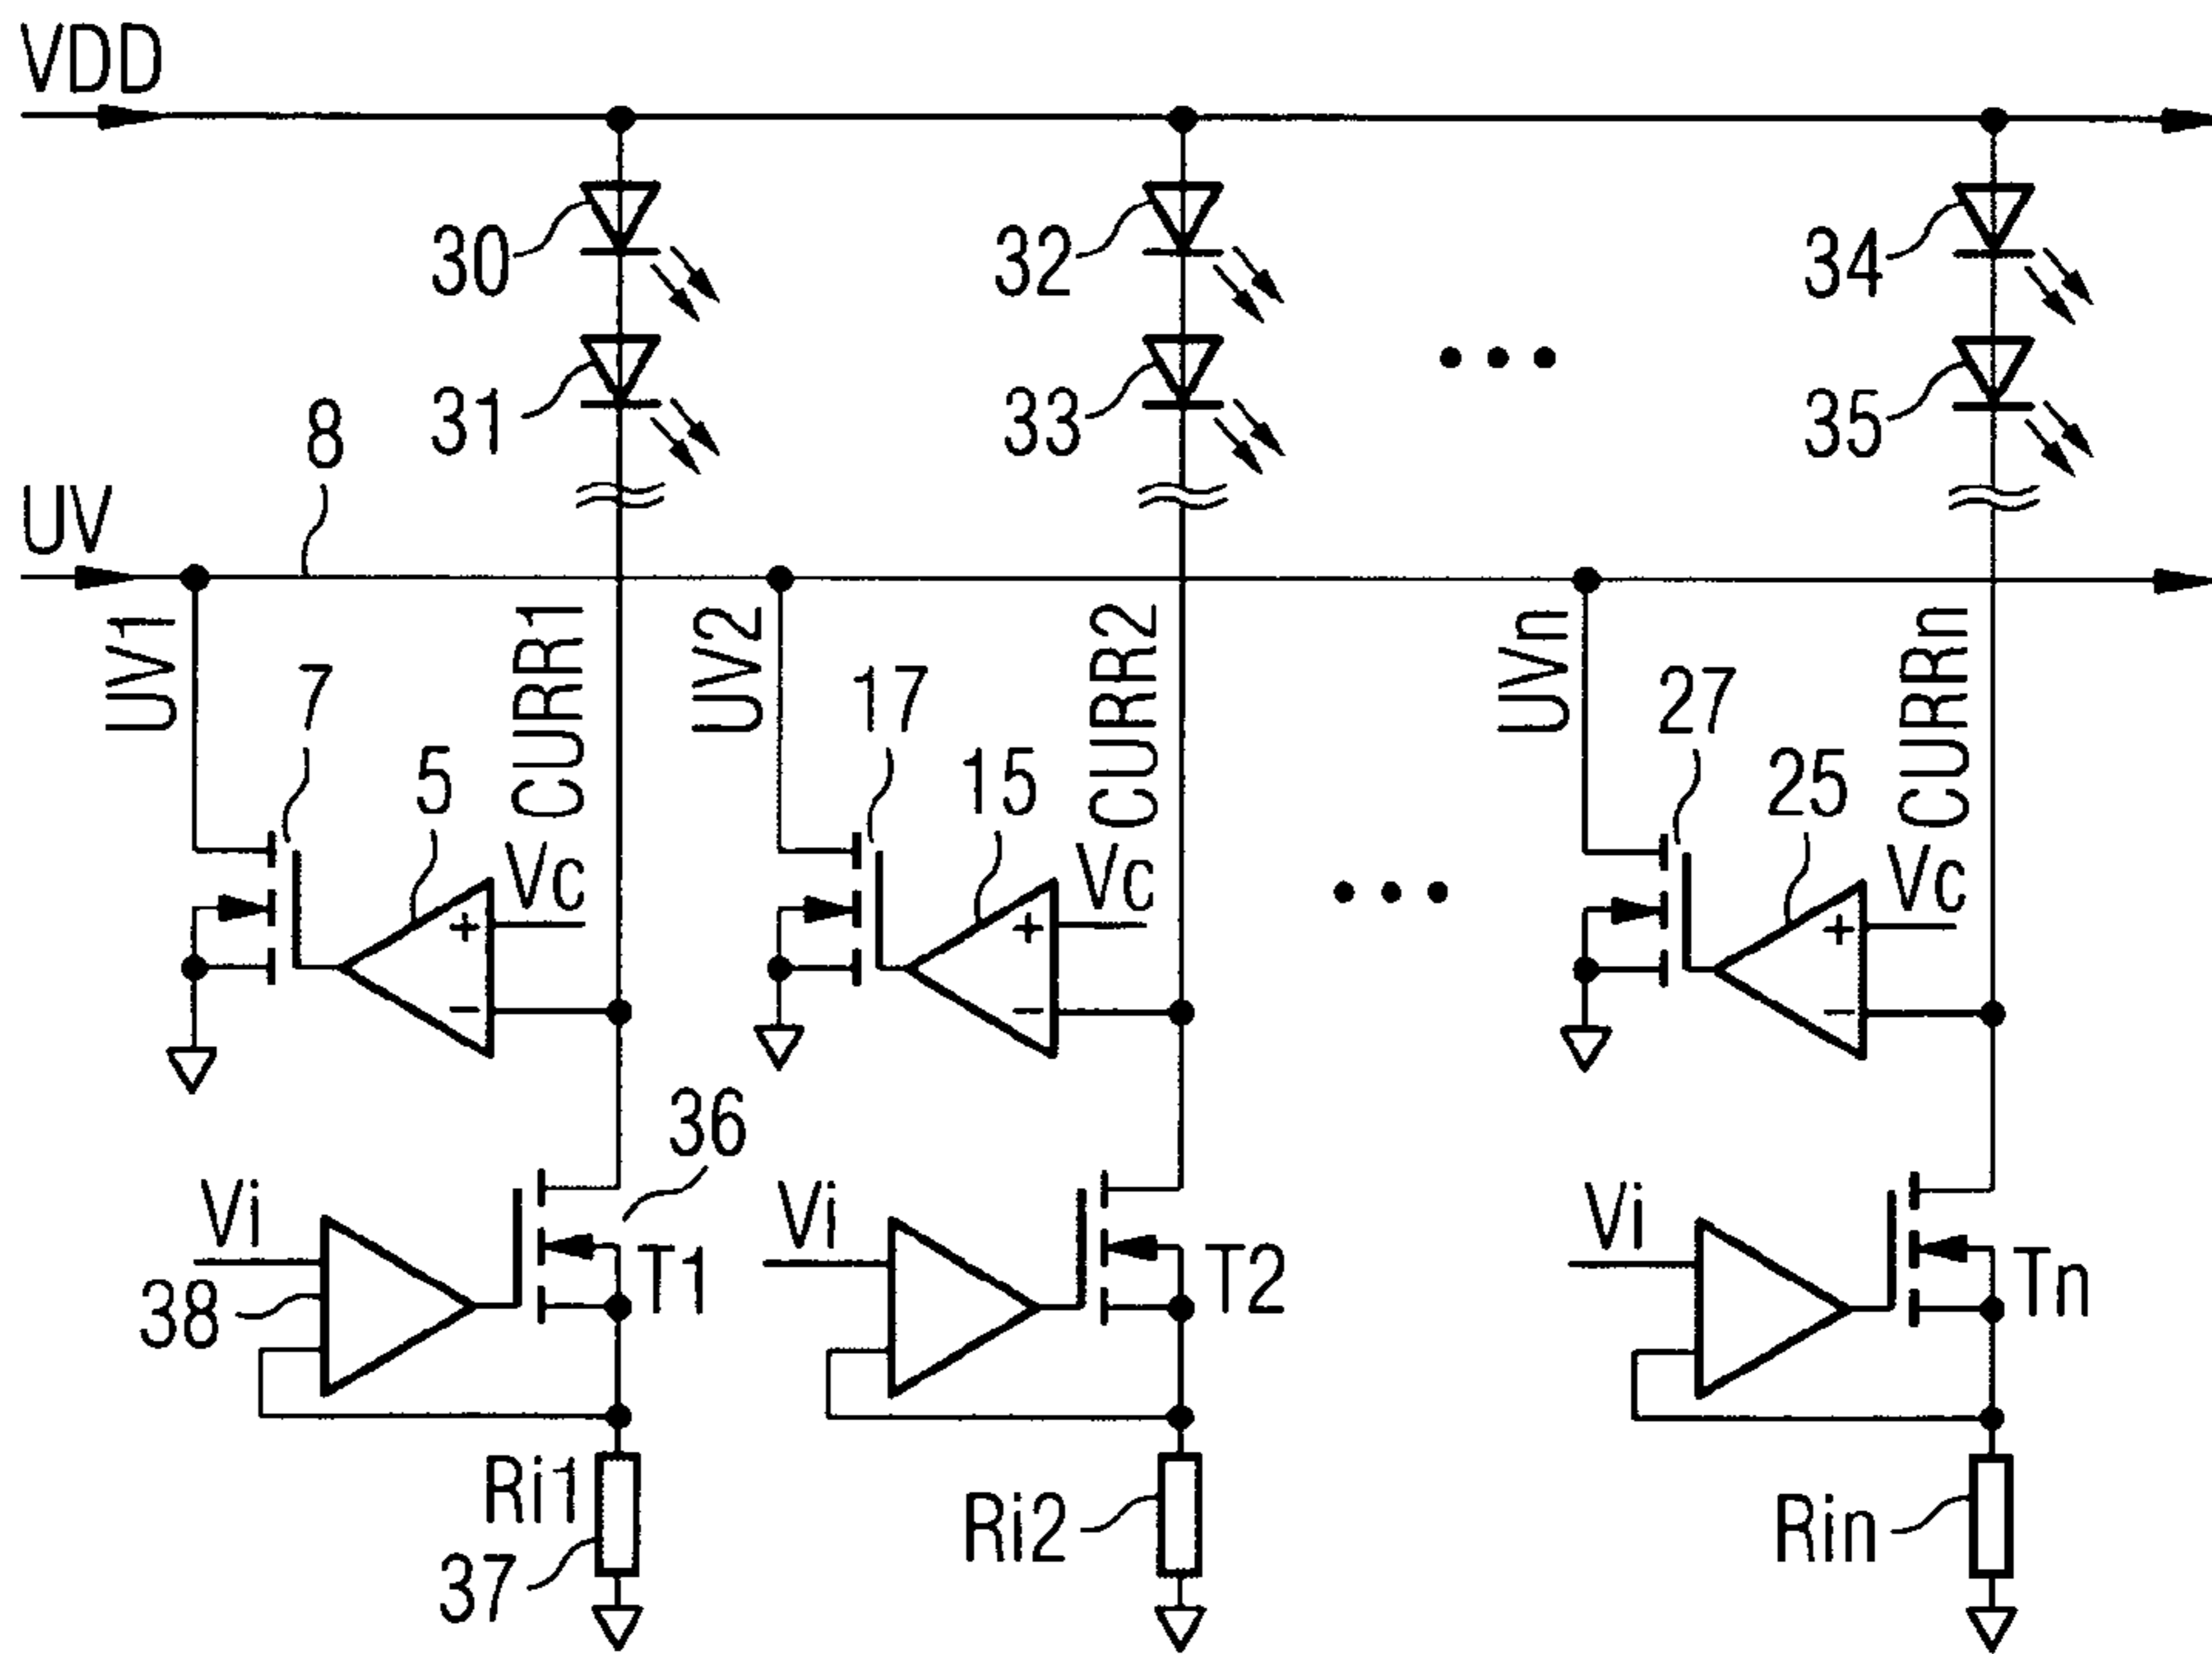 VDD
30
32
34
31
33
35
8
UV
UV1
CURR1
UV2
CURR2
UVn
CURRn
7
17
27
5
15
25
Vc
Vc
Vc
+
+
+
−
−
−
36
Vi
Vi
Vi
T1
T2
Tn
38
Ri1
Ri2
Rin
37